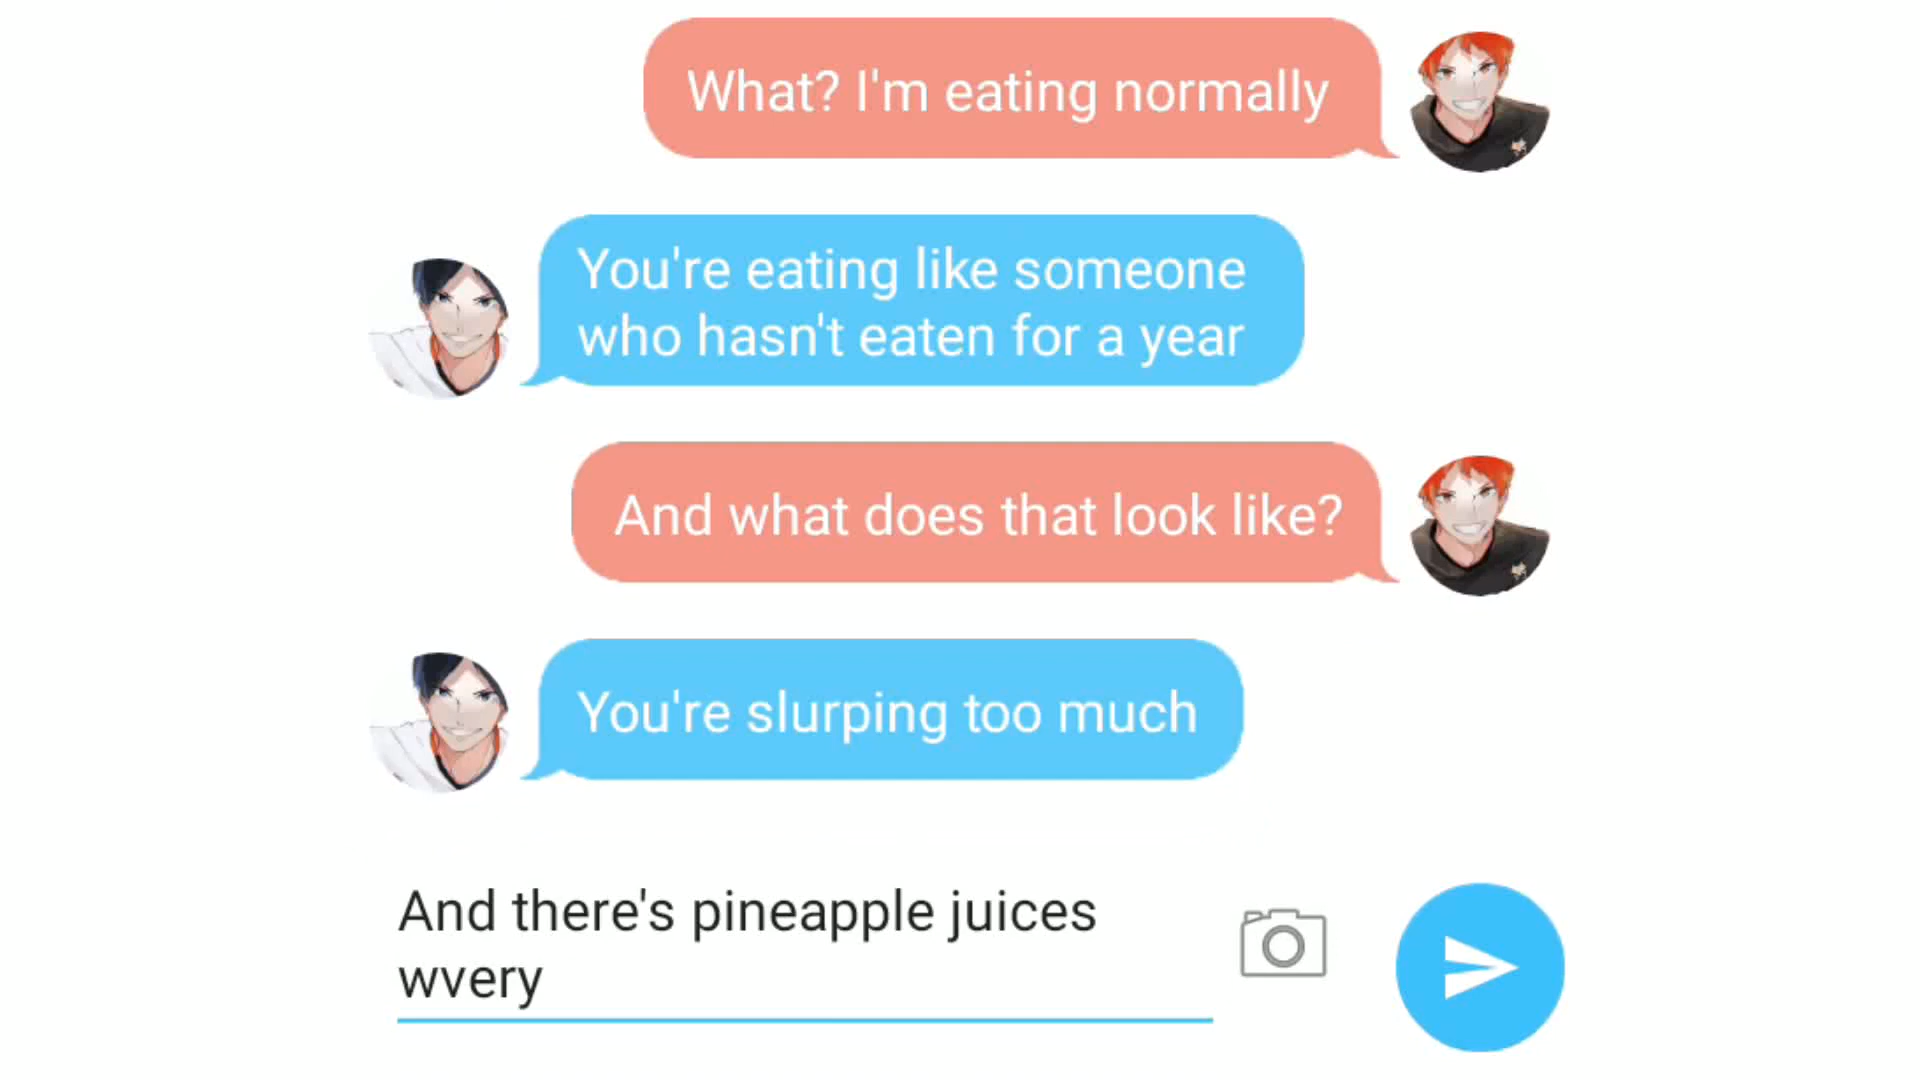 What? I'm eating normally
You're eating like someone
who hasn't eaten for a year
And what does that look like?
You're slurping too much
And there's pineapple juices
wvery